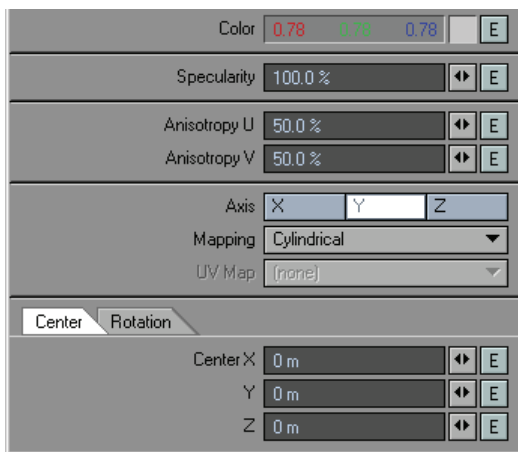 Color 0.78 0.78 0.78 E
Specularity 100.0 % E
Anisotropy U 50.0 % E
Anisotropy V 50.0 % E
Axis X Y Z
Mapping Cylindrical
UV Map (none)
Center Rotation
Center X 0 m E
Y 0 m E
Z 0 m E